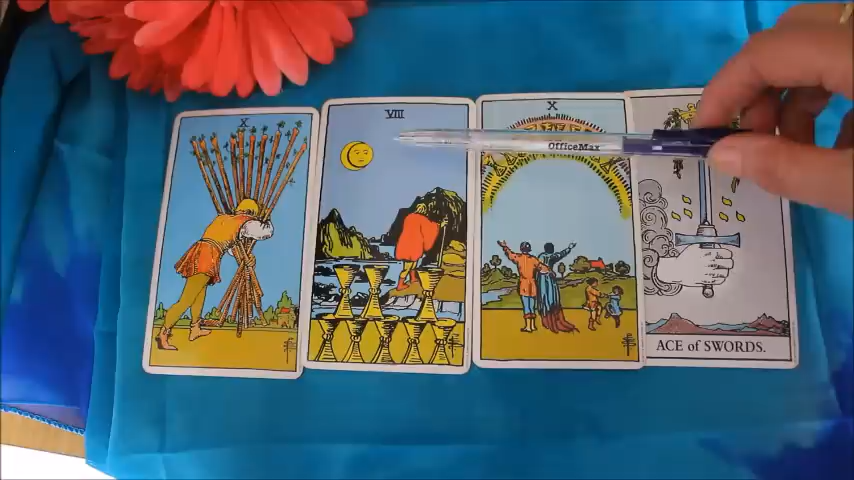 X
VIII
X
OfficeMax
ACE of SWORDS.